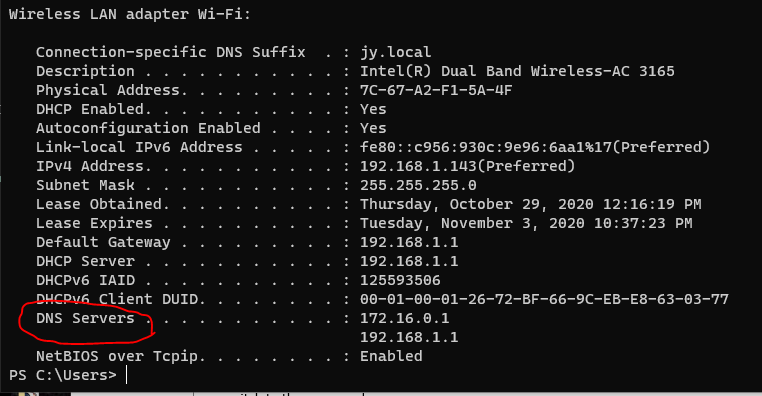 Wireless LAN adapter Wi-Fi:
Connection-specific DNS Suffix  . : jy.local
Description . . . . . . . . . . . : Intel(R) Dual Band Wireless-AC 3165
Physical Address. . . . . . . . . : 7C-67-A2-F1-5A-4F
DHCP Enabled. . . . . . . . . . . : Yes
Autoconfiguration Enabled . . . . : Yes
Link-local IPv6 Address . . . . . : fe80::c956:930c:9e96:6aa1%17(Preferred)
IPv4 Address. . . . . . . . . . . : 192.168.1.143(Preferred)
Subnet Mask . . . . . . . . . . . : 255.255.255.0
Lease Obtained. . . . . . . . . . : Thursday, October 29, 2020 12:16:19 PM
Lease Expires . . . . . . . . . . : Tuesday, November 3, 2020 10:37:23 PM
Default Gateway . . . . . . . . . : 192.168.1.1
DHCP Server . . . . . . . . . . . : 192.168.1.1
DHCPv6 IAID . . . . . . . . . . . : 125593506
DHCPv6 Client DUID. . . . . . . . : 00-01-00-01-26-72-BF-66-9C-EB-E8-63-03-77
DNS Servers . . . . . . . . . . . : 172.16.0.1
192.168.1.1
NetBIOS over Tcpip. . . . . . . . : Enabled
PS C:\Users>